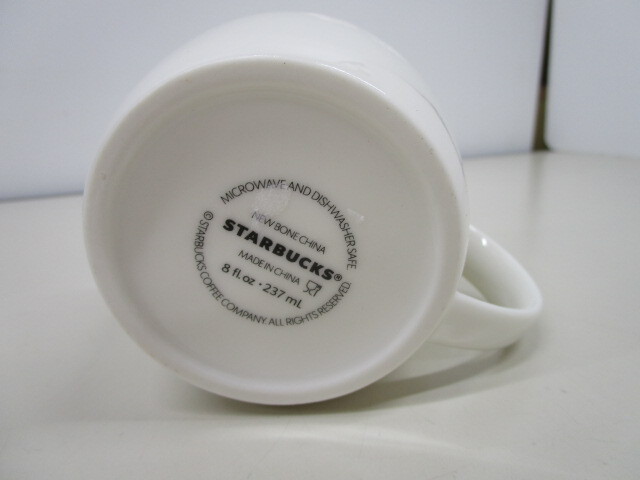 MICROWAVE AND DISHWASHER SAFE
NEW BONE CHINA
STARBUCKS®
MADE IN CHINA
8 fl.oz · 237 mL
© STARBUCKS COFFEE COMPANY. ALL RIGHTS RESERVED.